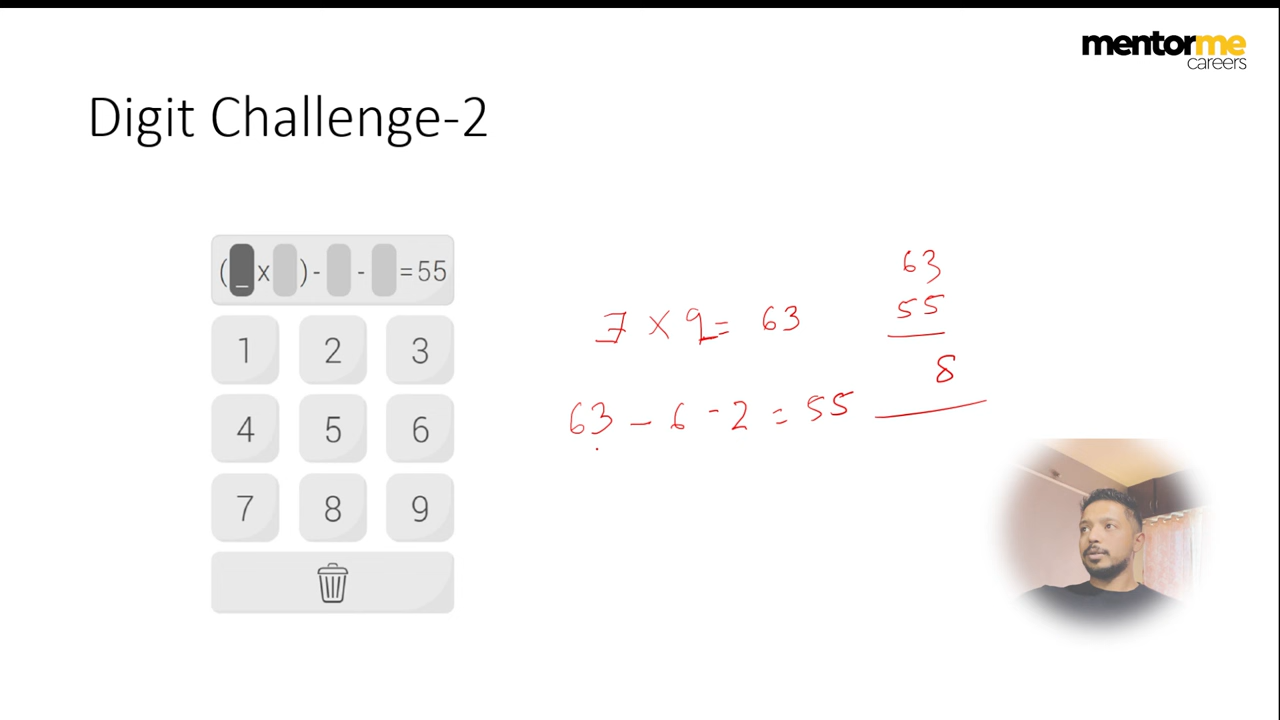 mentorme
careers
Digit Challenge-2
(_x )- - =55
1 2 3
4 5 6
7 8 9
7 x 9 = 63
63 - 6 - 2 = 55
63
55
8